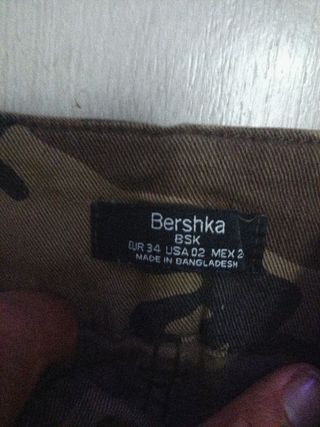 Bershka
BSK
EUR 34 USA 02 MEX 2
MADE IN BANGLADESH